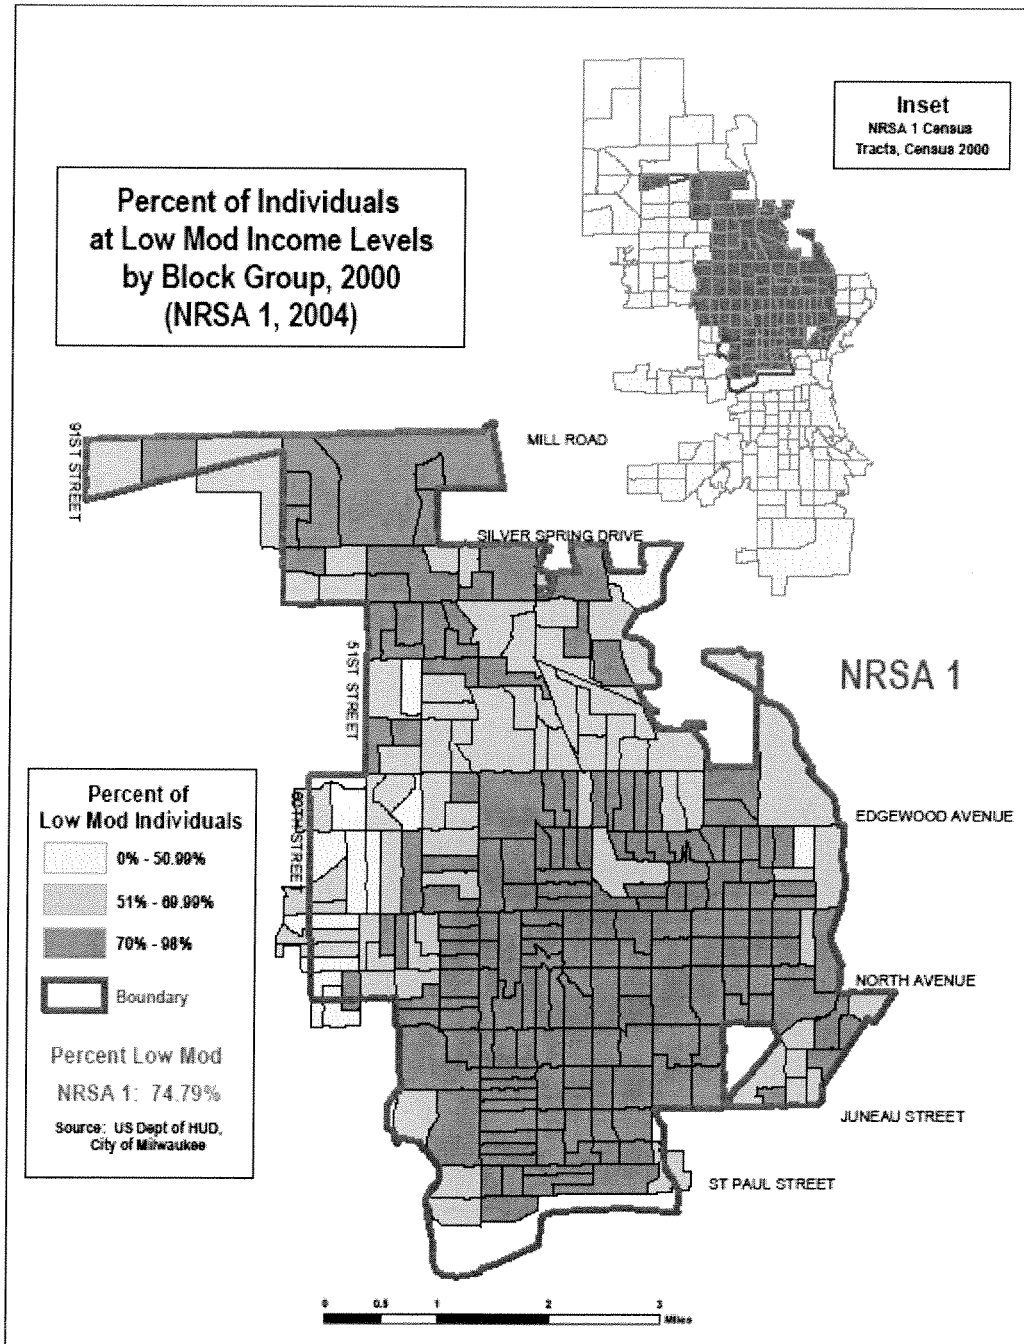 Inset
NRSA 1 Census
Tracts, Census 2000
Percent of Individuals
at Low Mod Income Levels
by Block Group, 2000
(NRSA 1, 2004)
91ST STREET
MILL ROAD
SILVER SPRING DRIVE
51ST STREET
NRSA 1
60TH STREET
EDGEWOOD AVENUE
Percent of
Low Mod Individuals
0% - 50.99%
51% - 69.99%
70% - 98%
Boundary
NORTH AVENUE
Percent Low Mod
NRSA 1: 74.79%
Source: US Dept of HUD,
City of Milwaukee
JUNEAU STREET
ST PAUL STREET
0 0.5 1 2 3
Miles